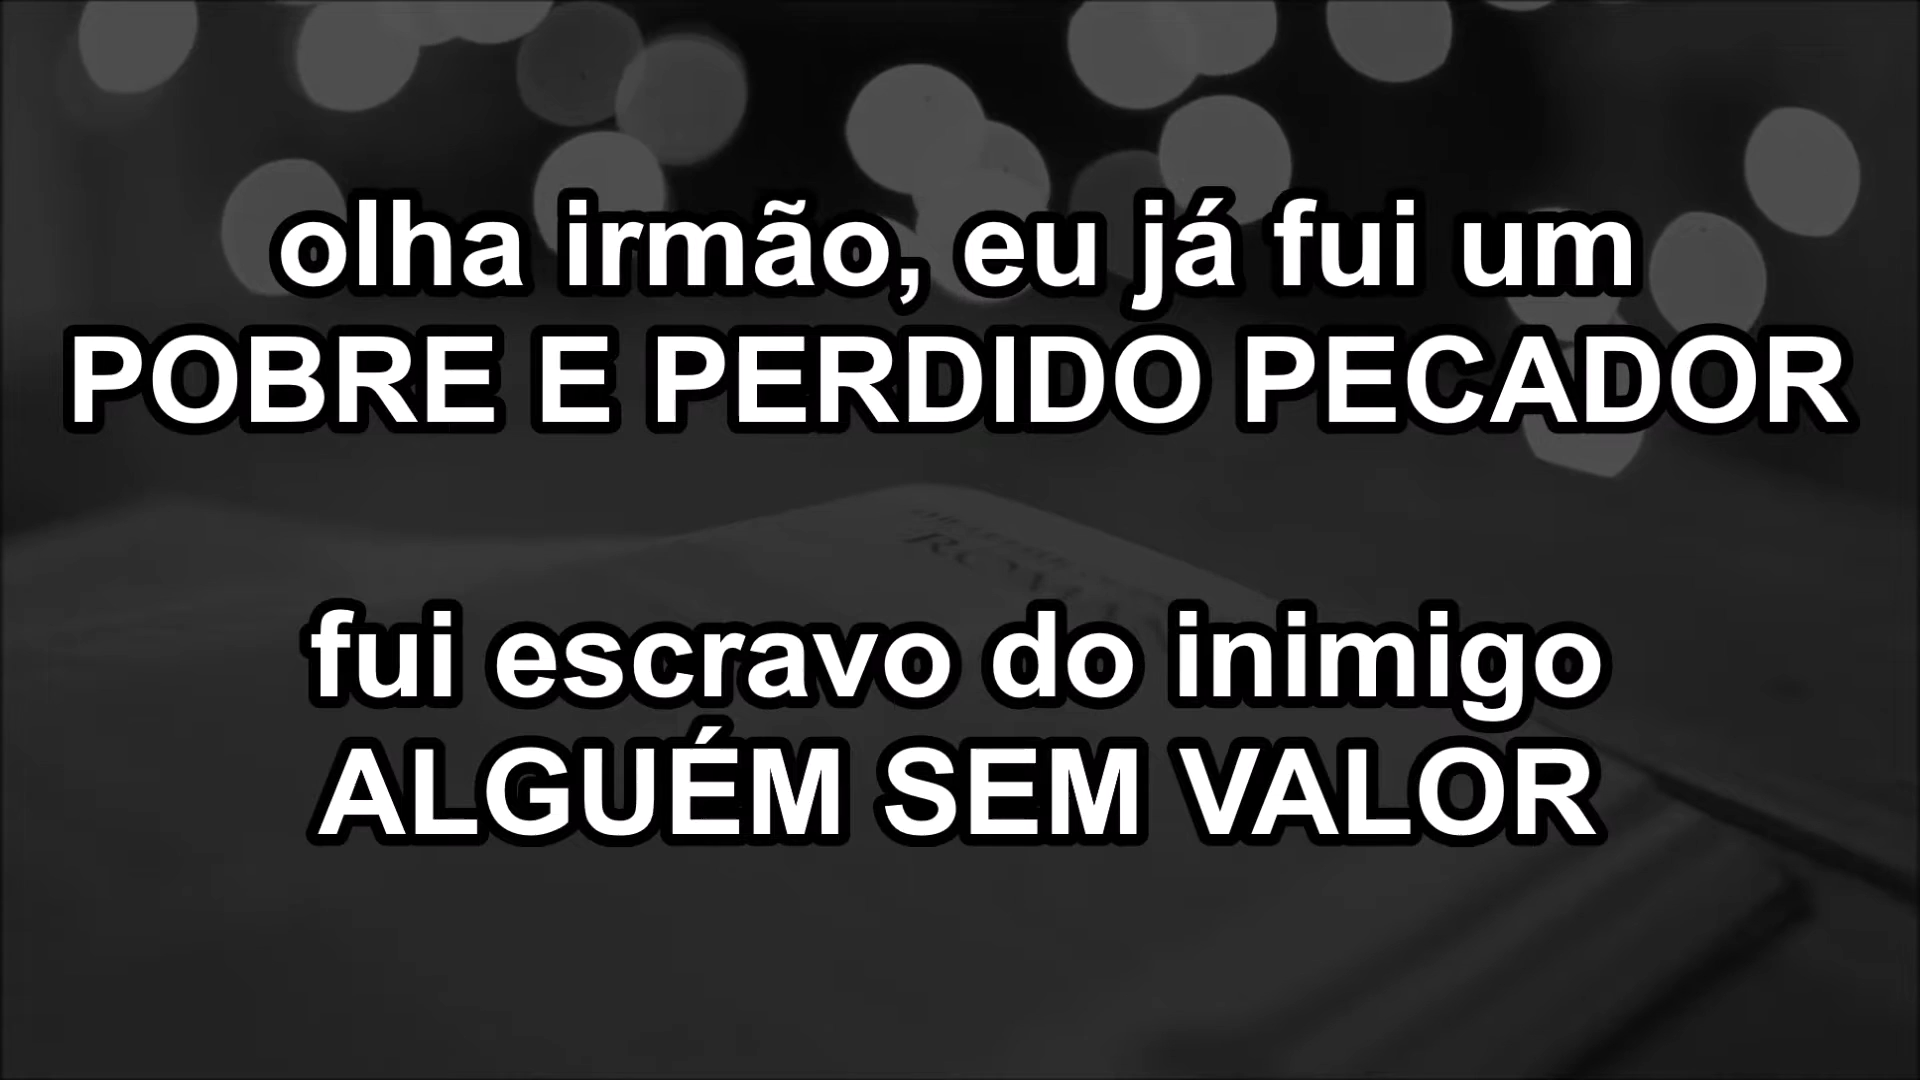 olha irmão, eu já fui um
POBRE E PERDIDO PECADOR
fui escravo do inimigo
ALGUÉM SEM VALOR